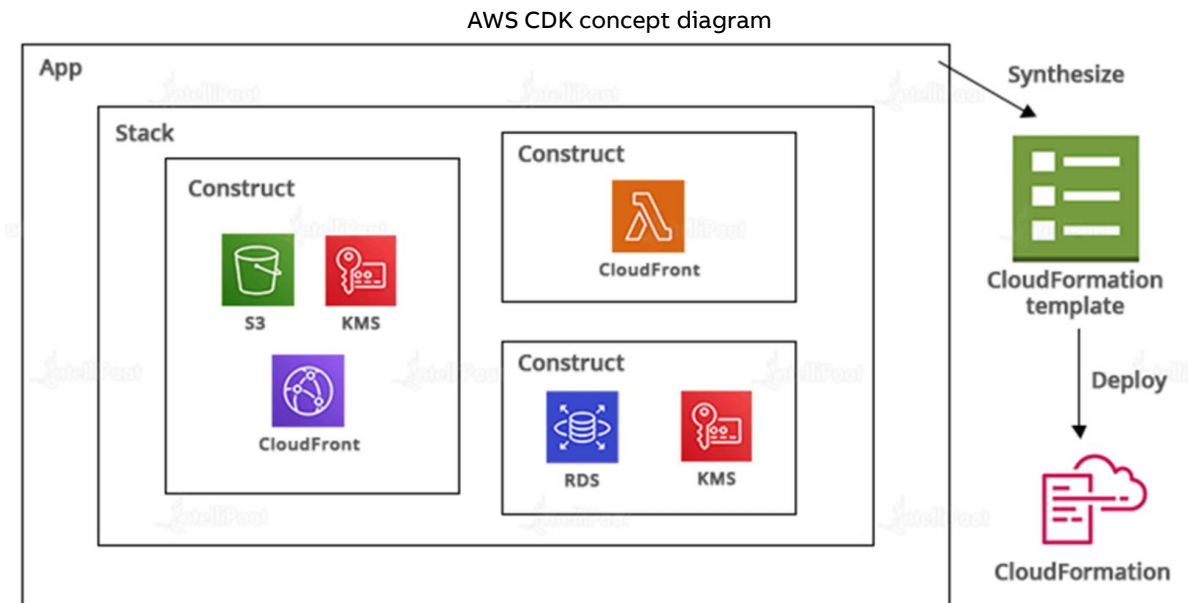 AWS CDK concept diagram
App
Synthesize
Stack
Construct
S3
KMS
CloudFront
Construct
CloudFront
Construct
RDS
KMS
CloudFormation
template
Deploy
CloudFormation